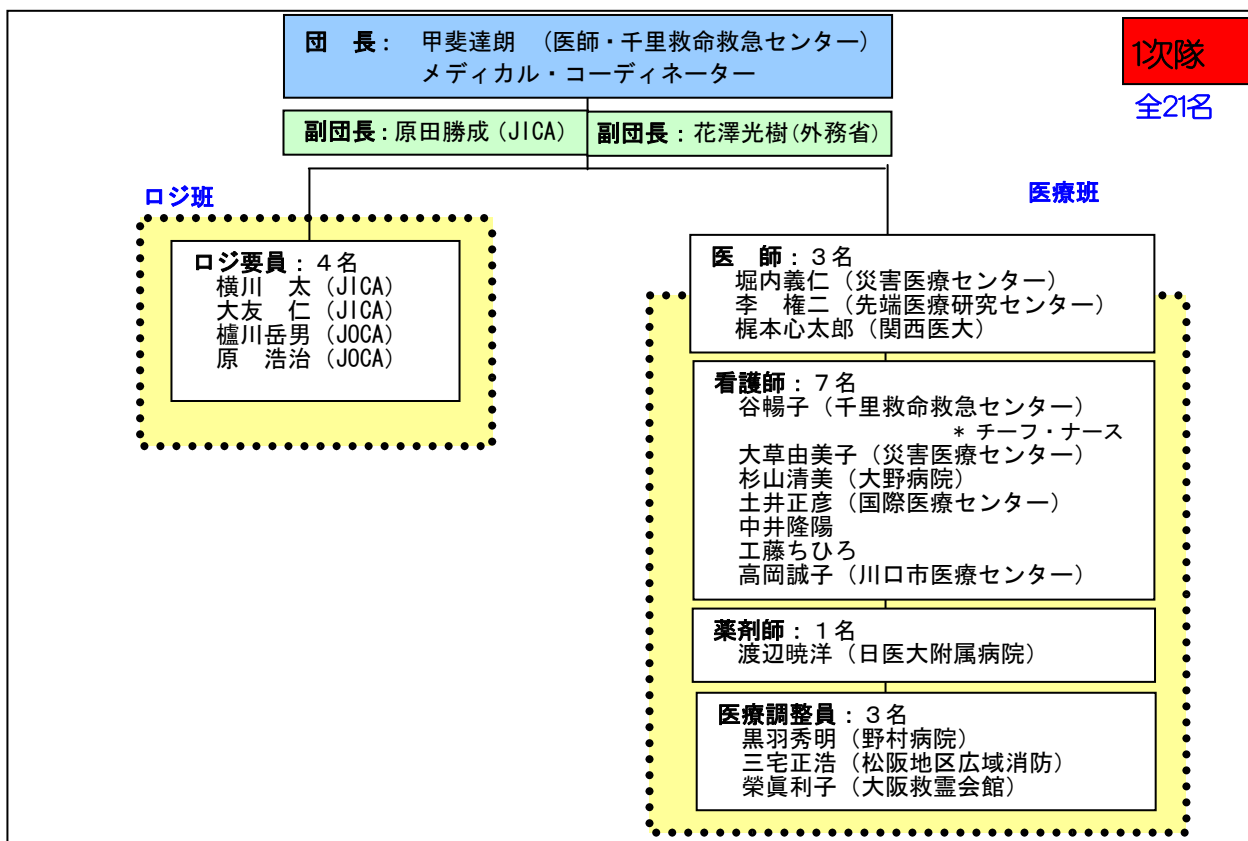 団　長：　甲斐達朗　（医師・千里救命救急センター）
メディカル・コーディネーター
1次隊
全21名
副団長：原田勝成（JICA）
副団長：花澤光樹(外務省)
ロジ班
ロジ要員：４名
横川　太（JICA）
大友　仁（JICA）
櫨川岳男（JOCA）
原　浩治（JOCA）
医療班
医　師：３名
堀内義仁（災害医療センター）
李　権二（先端医療研究センター）
梶本心太郎（関西医大）
看護師：７名
谷暢子（千里救命救急センター）
* チーフ・ナース
大草由美子（災害医療センター）
杉山清美（大野病院）
土井正彦（国際医療センター）
中井隆陽
工藤ちひろ
高岡誠子（川口市医療センター）
薬剤師：１名
渡辺暁洋（日医大附属病院）
医療調整員：３名
黒羽秀明（野村病院）
三宅正浩（松阪地区広域消防）
榮眞利子（大阪救霊会館）